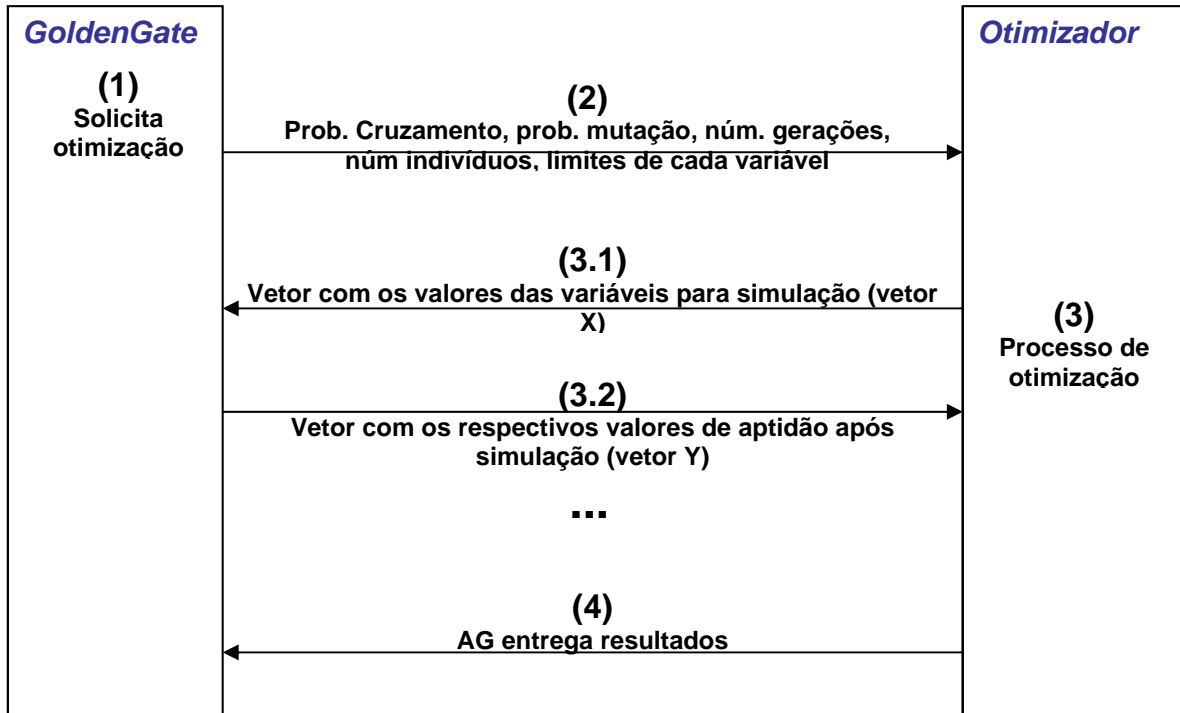 GoldenGate
(1)
Solicita
otimização
(2)
Prob. Cruzamento, prob. mutação, núm. gerações,
núm indivíduos, limites de cada variável
(3.1)
Vetor com os valores das variáveis para simulação (vetor
X)
(3.2)
Vetor com os respectivos valores de aptidão após
simulação (vetor Y)
...
(4)
AG entrega resultados
Otimizador
(3)
Processo de
otimização